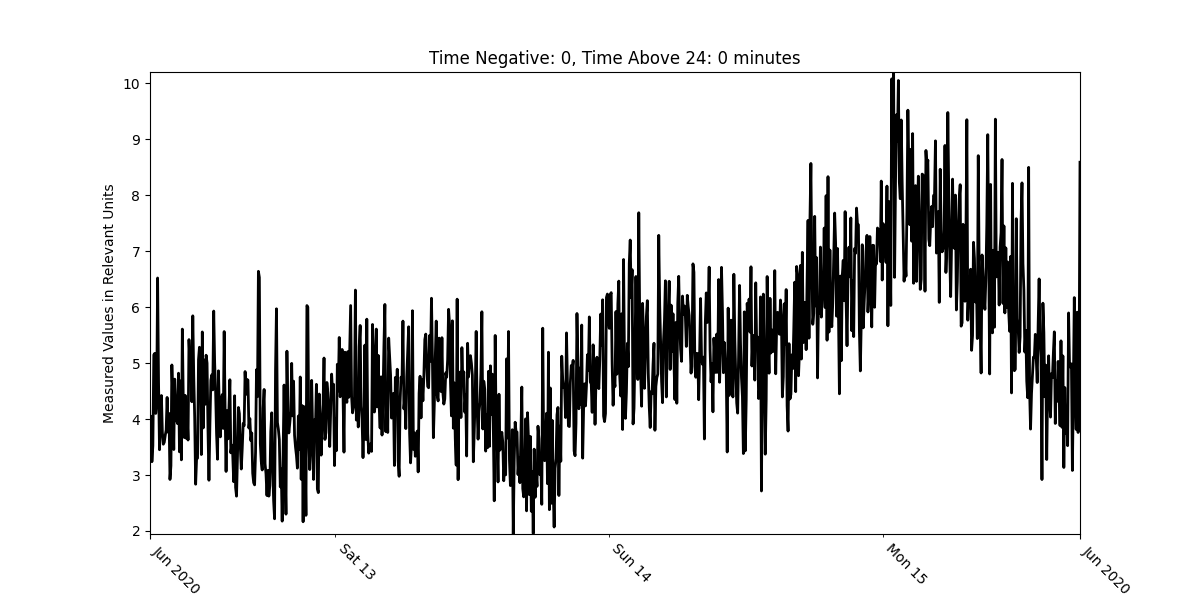 Time Negative: 0, Time Above 24: 0 minutes
Measured Values in Relevant Units
10
9
8
7
6
5
4
3
2
Jun 2020
Sat 13
Sun 14
Mon 15
Jun 2020